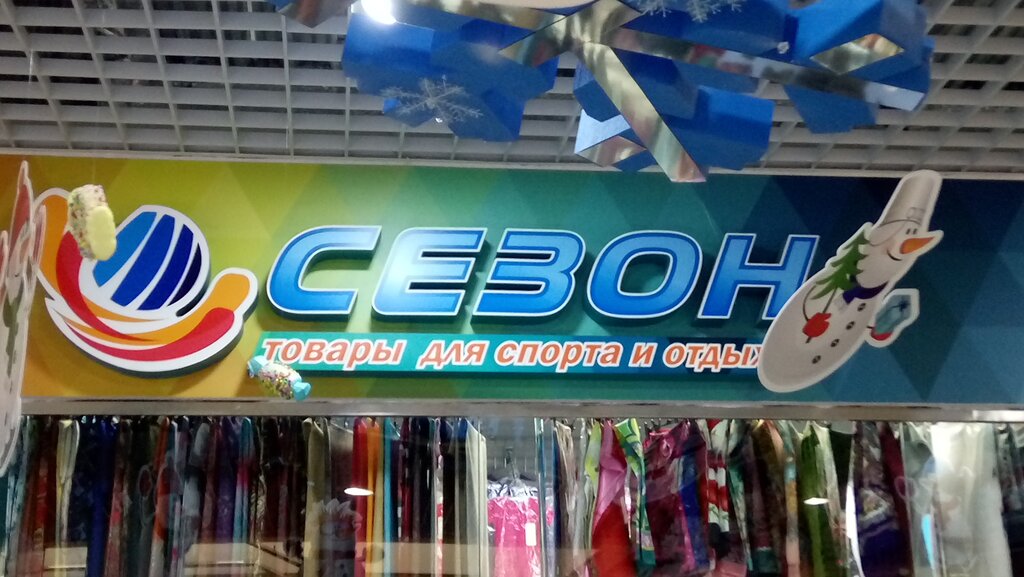 СЕЗОН
товары для спорта и отдых